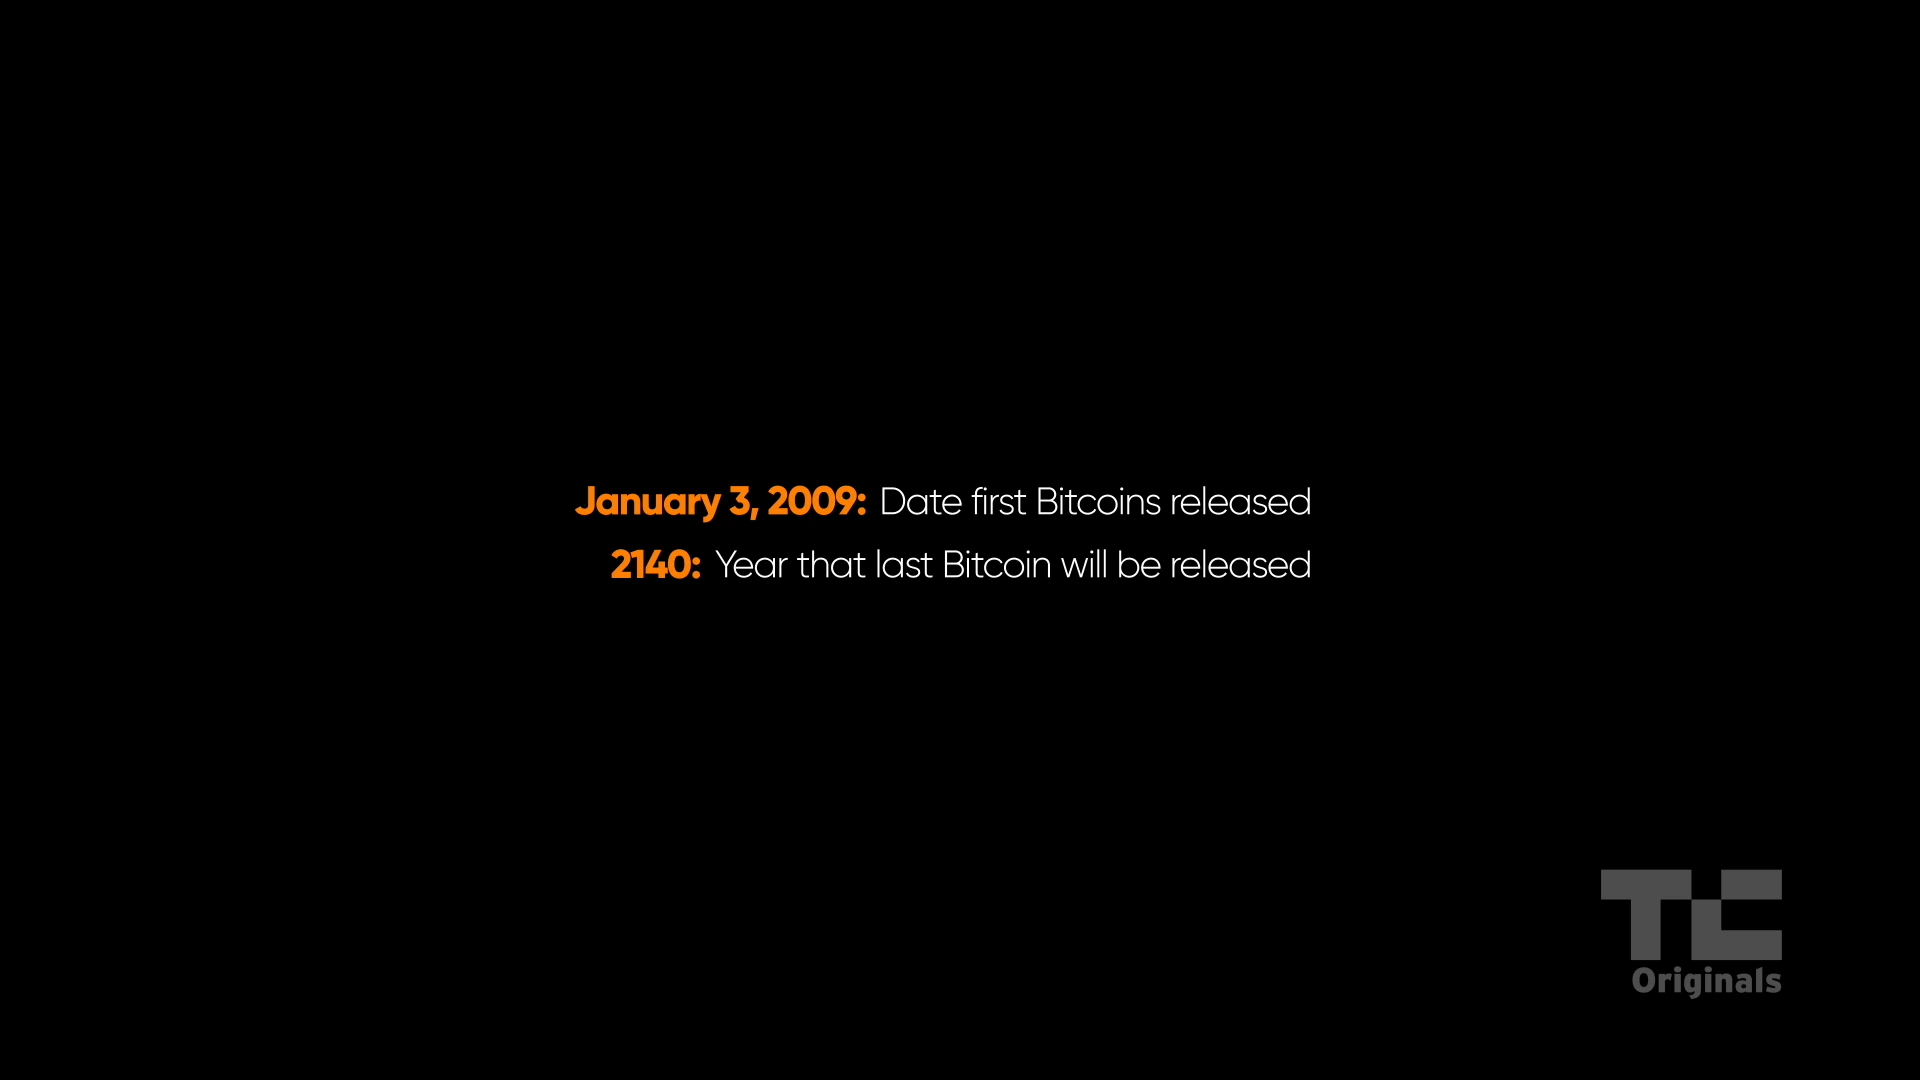 January 3, 2009: Date first Bitcoins released
2140: Year that last Bitcoin will be released
TC
Originals